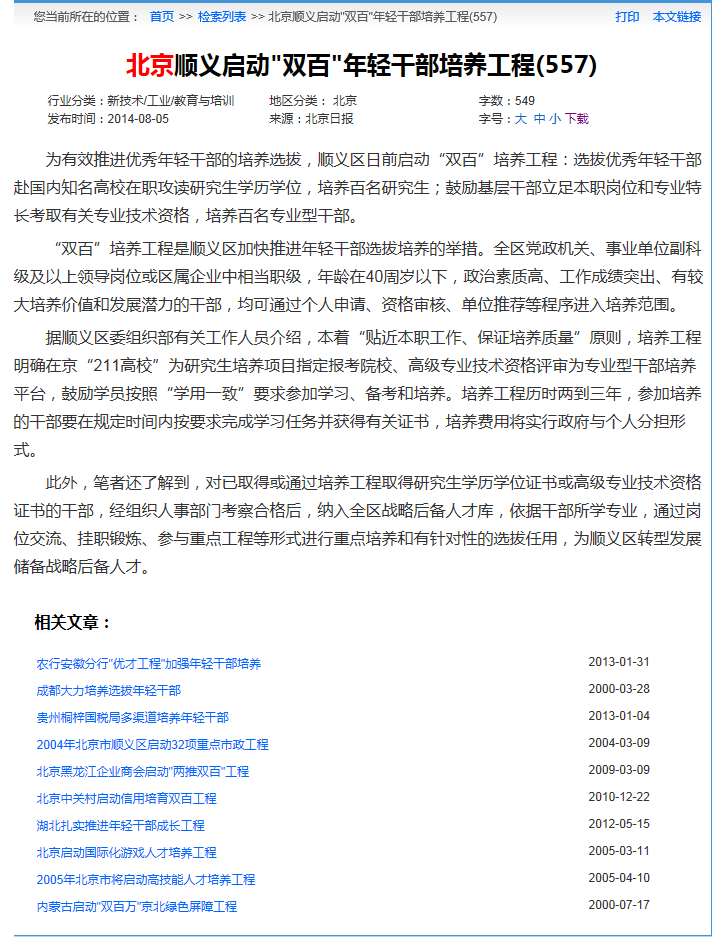 您当前所在的位置： 首页 >> 检索列表 >> 北京顺义启动"双百"年轻干部培养工程(557) 打印 本文链接
北京顺义启动"双百"年轻干部培养工程(557)
行业分类：新技术/工业/教育与培训 地区分类： 北京 字数：549
发布时间：2014-08-05 来源：北京日报 字号：大 中 小 下载
为有效推进优秀年轻干部的培养选拔，顺义区日前启动“双百”培养工程：选拔优秀年轻干部
赴国内知名高校在职攻读研究生学历学位，培养百名研究生；鼓励基层干部立足本职岗位和专业特
长考取有关专业技术资格，培养百名专业型干部。
“双百”培养工程是顺义区加快推进年轻干部选拔培养的举措。全区党政机关、事业单位副科
级及以上领导岗位或区属企业中相当职级，年龄在40周岁以下，政治素质高、工作成绩突出、有较
大培养价值和发展潜力的干部，均可通过个人申请、资格审核、单位推荐等程序进入培养范围。
据顺义区委组织部有关工作人员介绍，本着“贴近本职工作、保证培养质量”原则，培养工程
明确在京“211高校”为研究生培养项目指定报考院校、高级专业技术资格评审为专业型干部培养
平台，鼓励学员按照“学用一致”要求参加学习、备考和培养。培养工程历时两到三年，参加培养
的干部要在规定时间内按要求完成学习任务并获得有关证书，培养费用将实行政府与个人分担形
式。
此外，笔者还了解到，对已取得或通过培养工程取得研究生学历学位证书或高级专业技术资格
证书的干部，经组织人事部门考察合格后，纳入全区战略后备人才库，依据干部所学专业，通过岗
位交流、挂职锻炼、参与重点工程等形式进行重点培养和有针对性的选拔任用，为顺义区转型发展
储备战略后备人才。
相关文章：
农行安徽分行"优才工程"加强年轻干部培养 2013-01-31
成都大力培养选拔年轻干部 2000-03-28
贵州桐梓国税局多渠道培养年轻干部 2013-01-04
2004年北京市顺义区启动32项重点市政工程 2004-03-09
北京黑龙江企业商会启动"两推双百"工程 2009-03-09
北京中关村启动信用培育双百工程 2010-12-22
湖北扎实推进年轻干部成长工程 2012-05-15
北京启动国际化游戏人才培养工程 2005-03-11
2005年北京市将启动高技能人才培养工程 2005-04-10
内蒙古启动"双百万"京北绿色屏障工程 2000-07-17